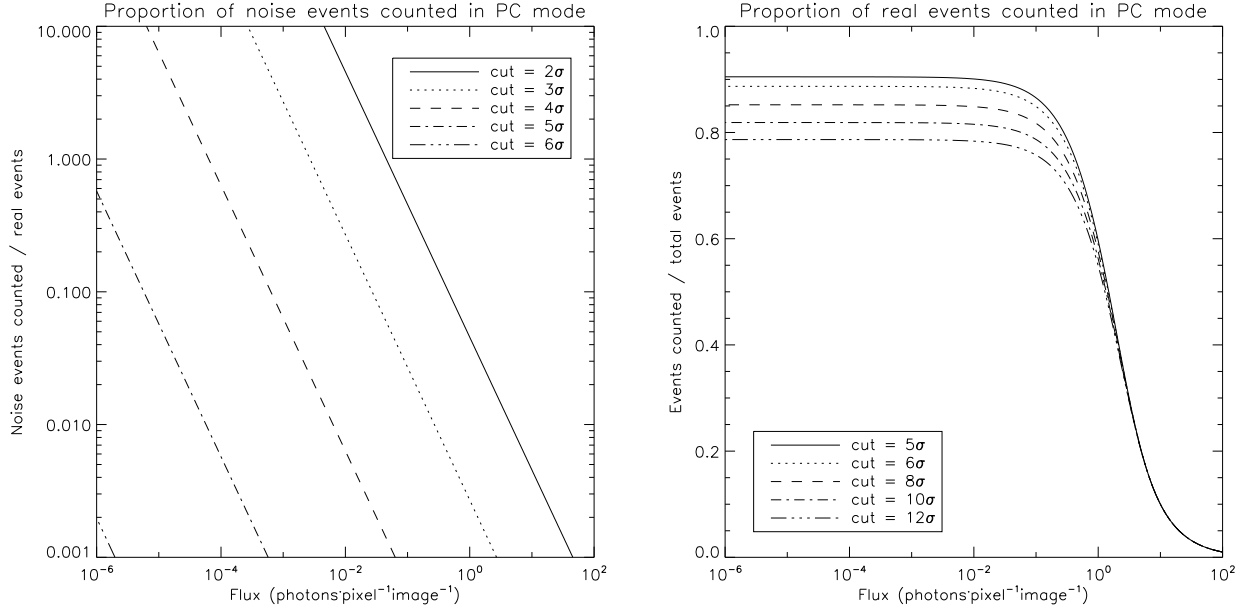 Proportion of noise events counted in PC mode
10.000
1.000
0.100
0.010
0.001
Noise events counted / real events
cut = 2σ
cut = 3σ
cut = 4σ
cut = 5σ
cut = 6σ
10⁻⁶ 10⁻⁴ 10⁻² 10⁰ 10²
Flux (photons·pixel⁻¹image⁻¹)
Proportion of real events counted in PC mode
1.0
0.8
0.6
0.4
0.2
0.0
Events counted / total events
cut = 5σ
cut = 6σ
cut = 8σ
cut = 10σ
cut = 12σ
10⁻⁶ 10⁻⁴ 10⁻² 10⁰ 10²
Flux (photons·pixel⁻¹image⁻¹)